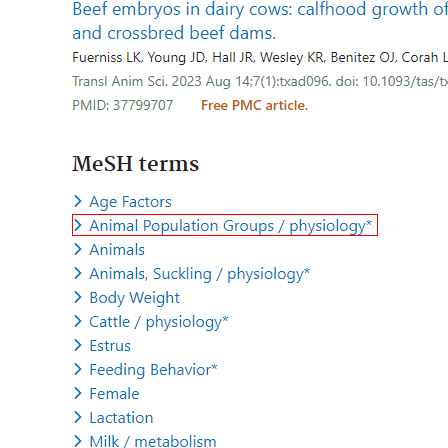 Beef embryos in dairy cows: calfhood growth of
and crossbred beef dams.
Fuerniss LK, Young JD, Hall JR, Wesley KR, Benitez OJ, Corah L
Transl Anim Sci. 2023 Aug 14;7(1):txad096. doi: 10.1093/tas/tx
PMID: 37799707 Free PMC article.
MeSH terms
Age Factors
Animal Population Groups / physiology*
Animals
Animals, Suckling / physiology*
Body Weight
Cattle / physiology*
Estrus
Feeding Behavior*
Female
Lactation
Milk / metabolism